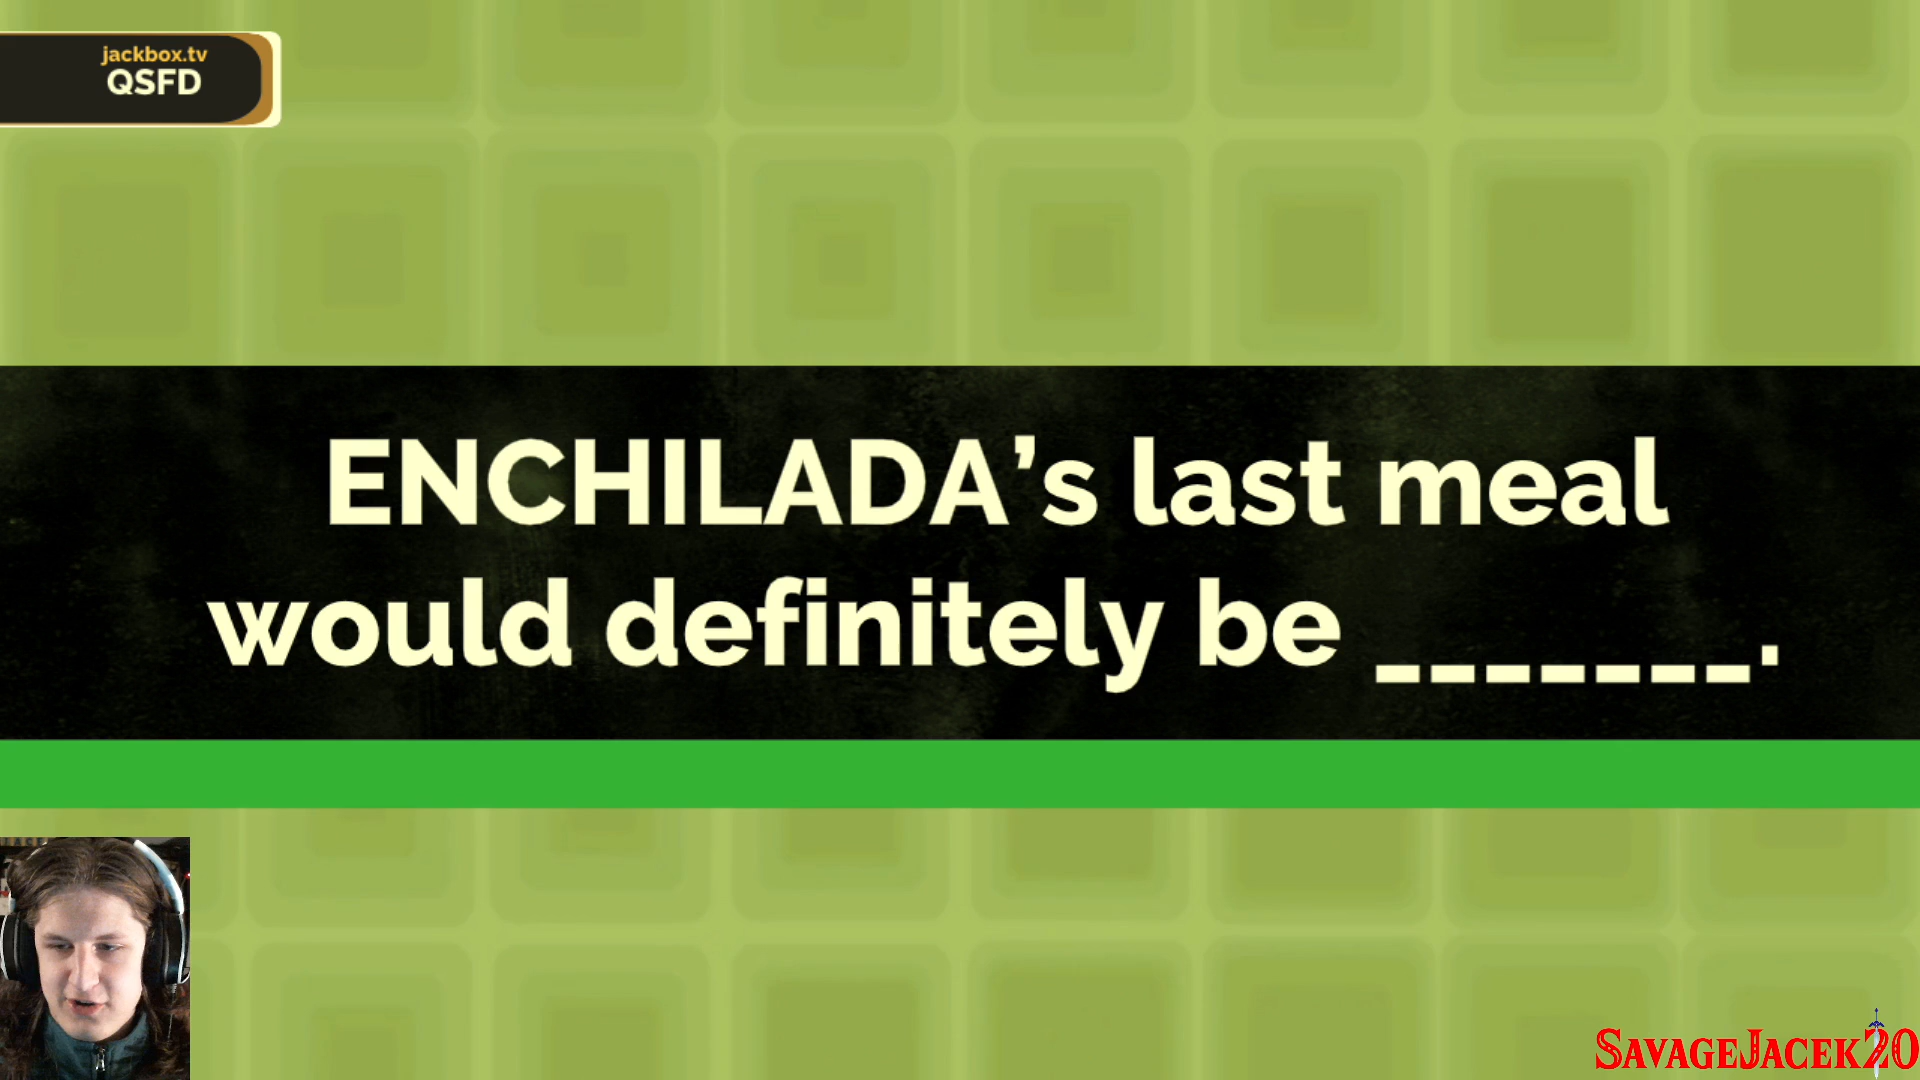 jackbox.tv
QSFD
ENCHILADA’s last meal
would definitely be _______.
SavageJacek20